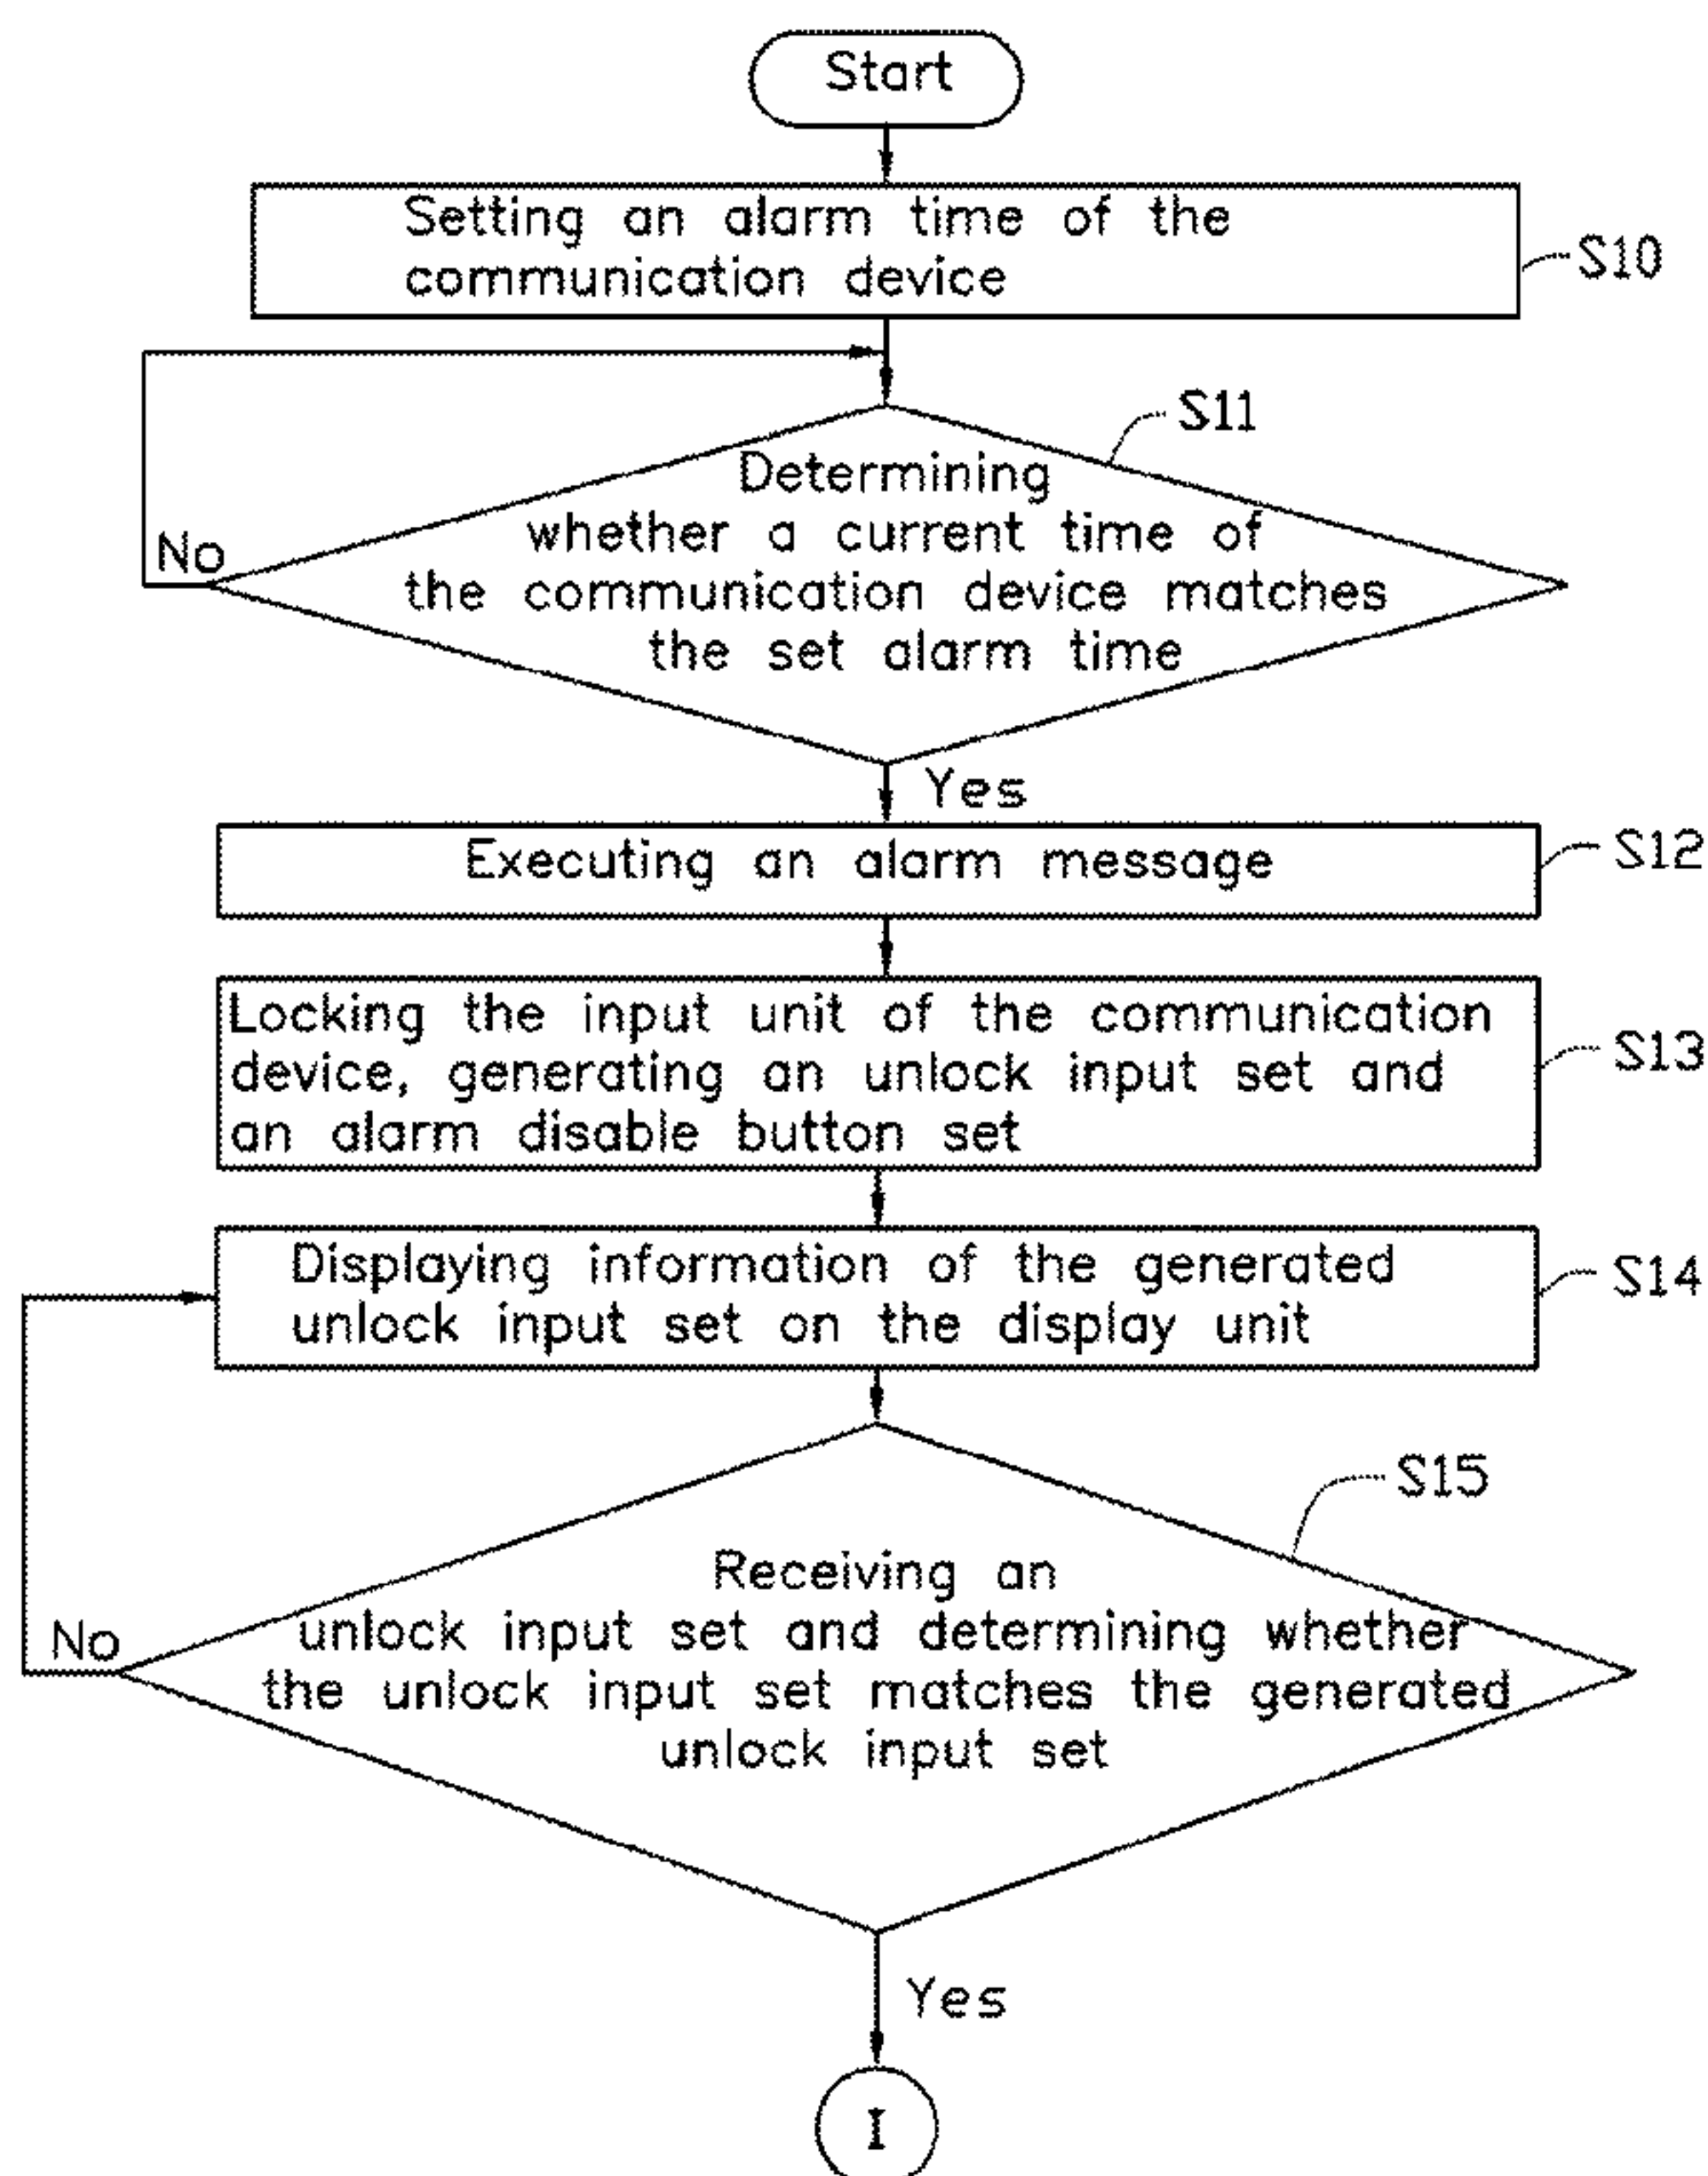 Start
Setting an alarm time of the
communication device
S10
S11
Determining
whether a current time of
the communication device matches
the set alarm time
No
Yes
Executing an alarm message
S12
Locking the input unit of the communication
device, generating an unlock input set and
an alarm disable button set
S13
Displaying information of the generated
unlock input set on the display unit
S14
S15
Receiving an
unlock input set and determining whether
the unlock input set matches the generated
unlock input set
No
Yes
I